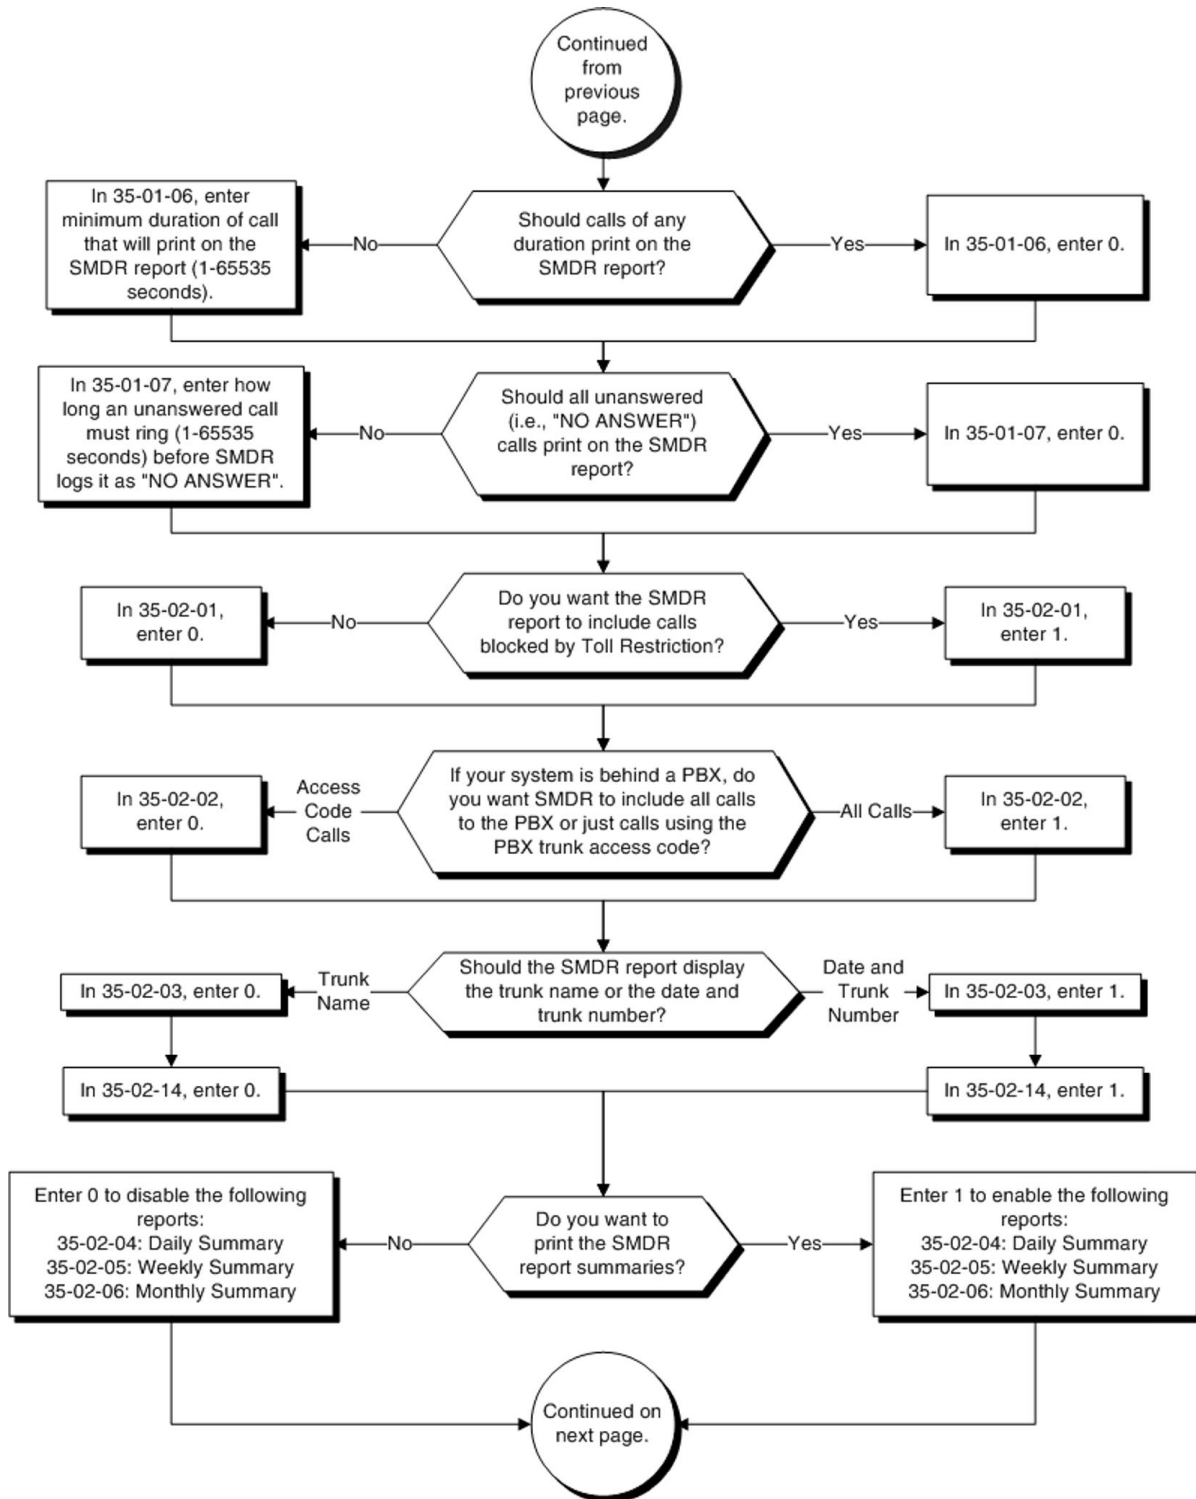 Continued
from
previous
page.
In 35-01-06, enter
minimum duration of call
that will print on the
SMDR report (1-65535
seconds).
No
Should calls of any
duration print on the
SMDR report?
Yes
In 35-01-06, enter 0.
In 35-01-07, enter how
long an unanswered call
must ring (1-65535
seconds) before SMDR
logs it as "NO ANSWER".
No
Should all unanswered
(i.e., "NO ANSWER")
calls print on the SMDR
report?
Yes
In 35-01-07, enter 0.
In 35-02-01,
enter 0.
No
Do you want the SMDR
report to include calls
blocked by Toll Restriction?
Yes
In 35-02-01,
enter 1.
In 35-02-02,
enter 0.
Access
Code
Calls
If your system is behind a PBX, do
you want SMDR to include all calls
to the PBX or just calls using the
PBX trunk access code?
All Calls
In 35-02-02,
enter 1.
In 35-02-03, enter 0.
Trunk
Name
Should the SMDR report display
the trunk name or the date and
trunk number?
Date and
Trunk
Number
In 35-02-03, enter 1.
In 35-02-14, enter 0.
In 35-02-14, enter 1.
Enter 0 to disable the following
reports:
35-02-04: Daily Summary
35-02-05: Weekly Summary
35-02-06: Monthly Summary
No
Do you want to
print the SMDR
report summaries?
Yes
Enter 1 to enable the following
reports:
35-02-04: Daily Summary
35-02-05: Weekly Summary
35-02-06: Monthly Summary
Continued on
next page.